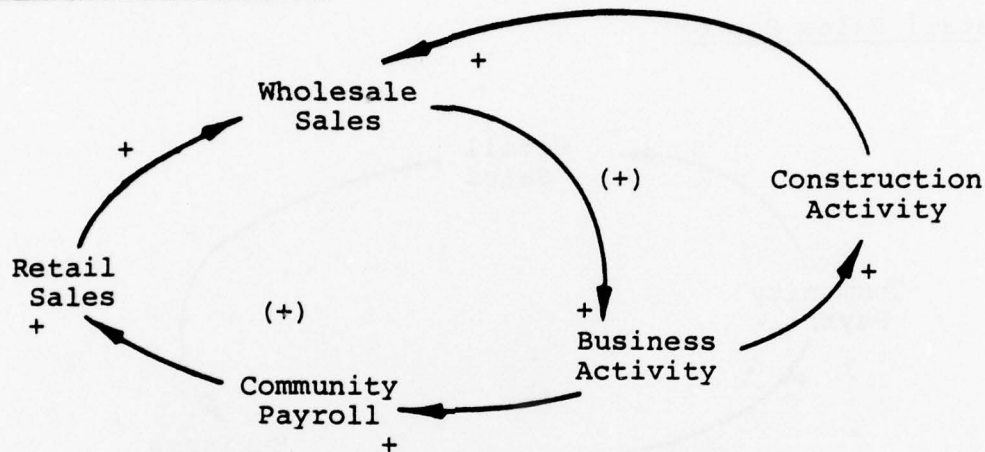 +
Wholesale
Sales
+
(+)
Construction
Activity
Retail
Sales
+
(+)
+
+
Business
Activity
Community
Payroll
+